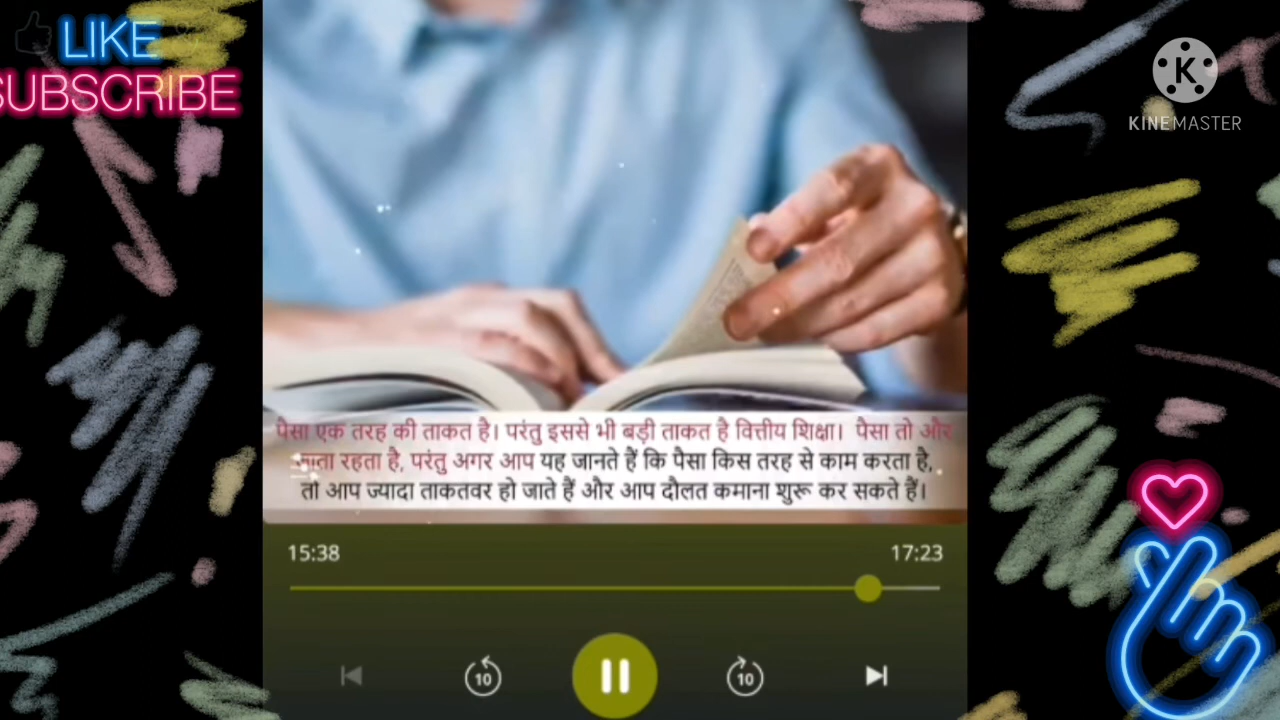 LIKE
SUBSCRIBE
KINEMASTER
पैसा एक तरह की ताकत है। परंतु इससे भी बड़ी ताकत है वित्तीय शिक्षा। पैसा तो और
रहता है, परंतु अगर आप यह जानते हैं कि पैसा किस तरह से काम करता है,
तो आप ज्यादा ताकतवर हो जाते हैं और आप दौलत कमाना शुरू कर सकते हैं।
15:38
17:23
10
10